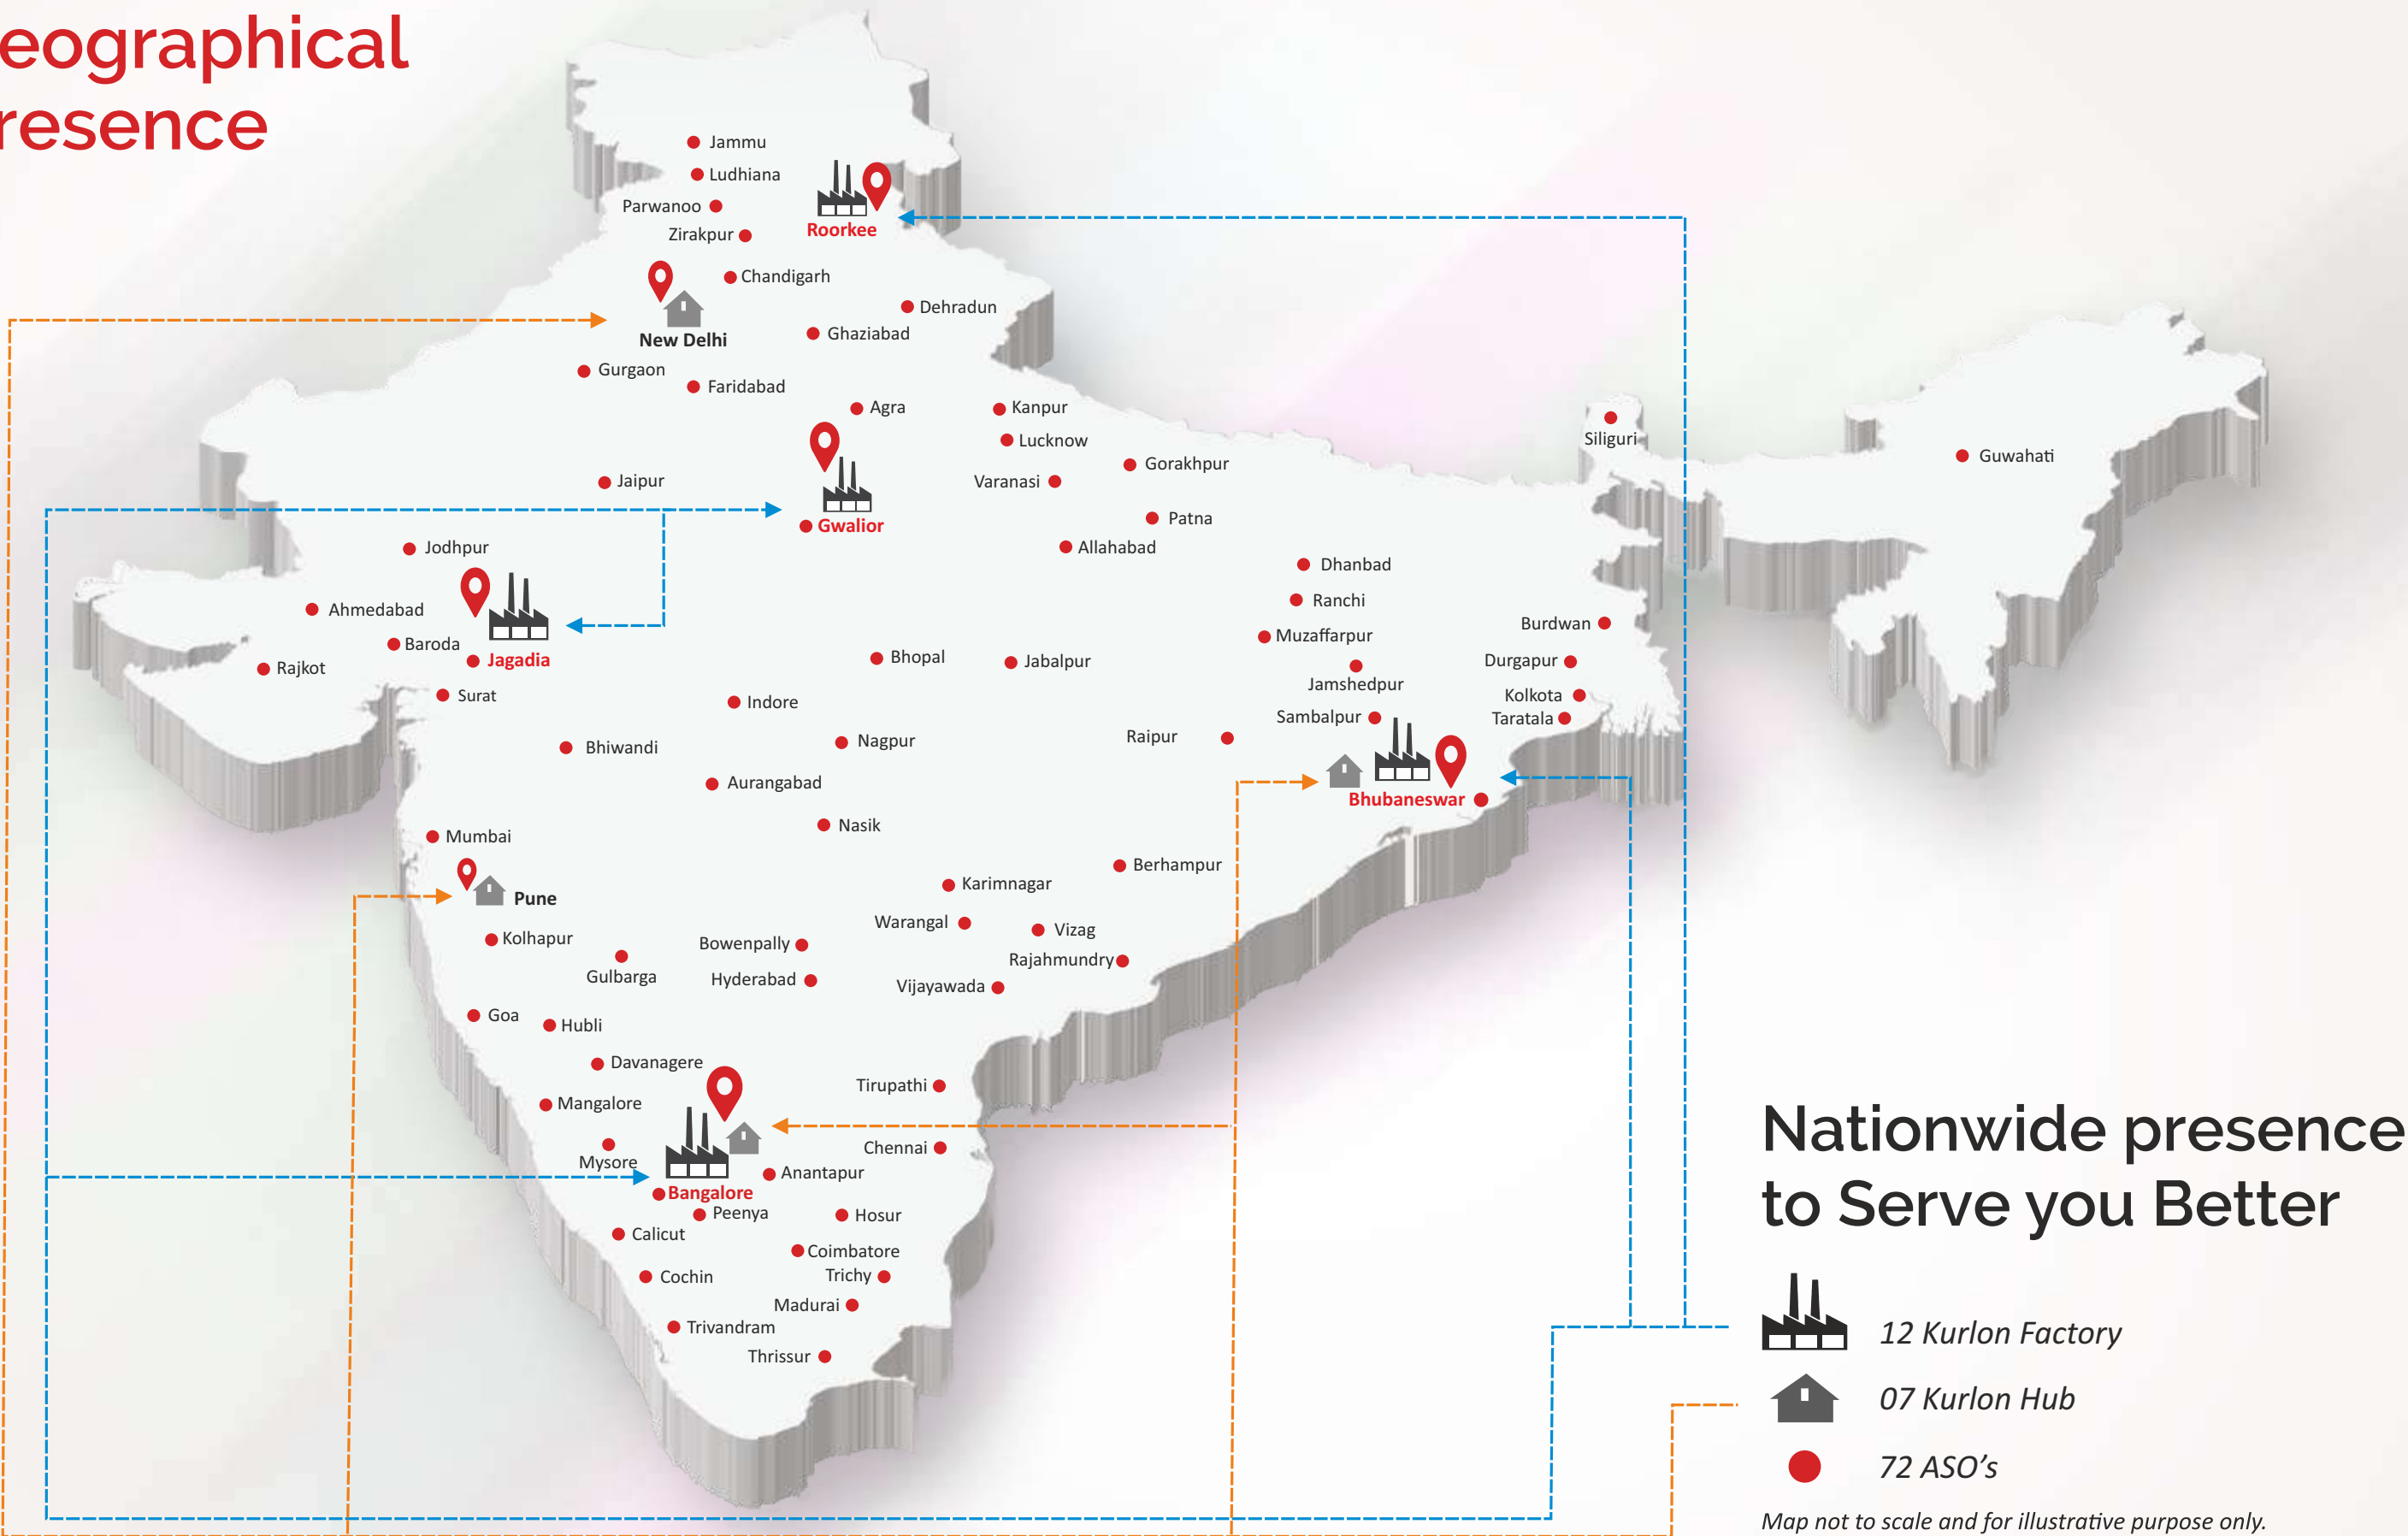 eographical
resence
Jammu
Ludhiana
Parwanoo
Roorkee
Zirakpur
Chandigarh
Dehradun
Ghaziabad
New Delhi
Gurgaon
Faridabad
Agra
Kanpur
Lucknow
Siliguri
Guwahati
Gorakhpur
Jaipur
Varanasi
Patna
Gwalior
Jodhpur
Allahabad
Dhanbad
Ranchi
Ahmedabad
Burdwan
Muzaffarpur
Baroda
Bhopal
Jagadia
Jabalpur
Durgapur
Rajkot
Jamshedpur
Surat
Kolkota
Indore
Sambalpur
Taratala
Raipur
Nagpur
Bhiwandi
Aurangabad
Bhubaneswar
Nasik
Mumbai
Berhampur
Karimnagar
Pune
Warangal
Vizag
Kolhapur
Bowenpally
Rajahmundry
Gulbarga
Hyderabad
Vijayawada
Goa
Hubli
Davanagere
Tirupathi
Mangalore
Chennai
Mysore
Anantapur
Bangalore
Peenya
Hosur
Calicut
Coimbatore
Cochin
Trichy
Madurai
Trivandram
Thrissur
Nationwide presence
to Serve you Better
12 Kurlon Factory
07 Kurlon Hub
72 ASO’s
Map not to scale and for illustrative purpose only.